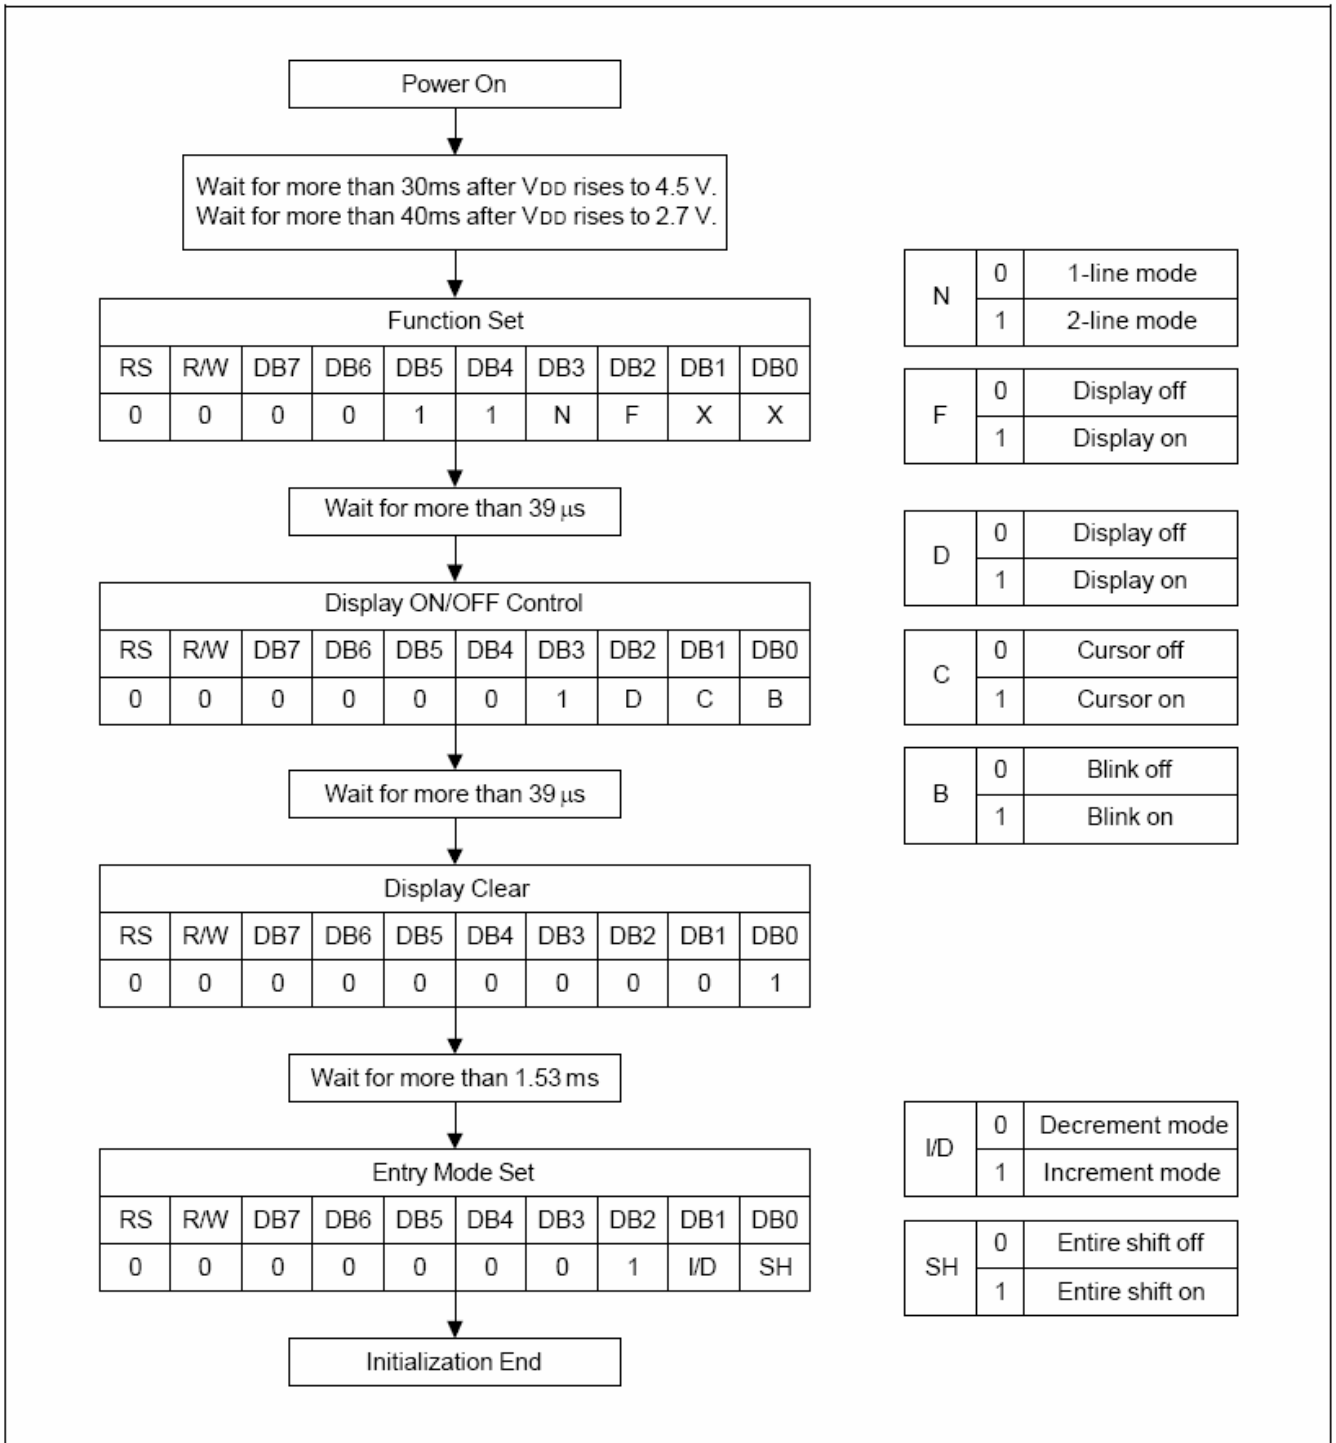 Power On
Wait for more than 30ms after VDD rises to 4.5 V.
Wait for more than 40ms after VDD rises to 2.7 V.
Function Set
RS R/W DB7 DB6 DB5 DB4 DB3 DB2 DB1 DB0
0 0 0 0 1 1 N F X X
Wait for more than 39 μs
Display ON/OFF Control
RS R/W DB7 DB6 DB5 DB4 DB3 DB2 DB1 DB0
0 0 0 0 0 0 1 D C B
Wait for more than 39 μs
Display Clear
RS R/W DB7 DB6 DB5 DB4 DB3 DB2 DB1 DB0
0 0 0 0 0 0 0 0 0 1
Wait for more than 1.53 ms
Entry Mode Set
RS R/W DB7 DB6 DB5 DB4 DB3 DB2 DB1 DB0
0 0 0 0 0 0 0 1 I/D SH
Initialization End
N
0 1-line mode
1 2-line mode
F
0 Display off
1 Display on
D
0 Display off
1 Display on
C
0 Cursor off
1 Cursor on
B
0 Blink off
1 Blink on
I/D
0 Decrement mode
1 Increment mode
SH
0 Entire shift off
1 Entire shift on